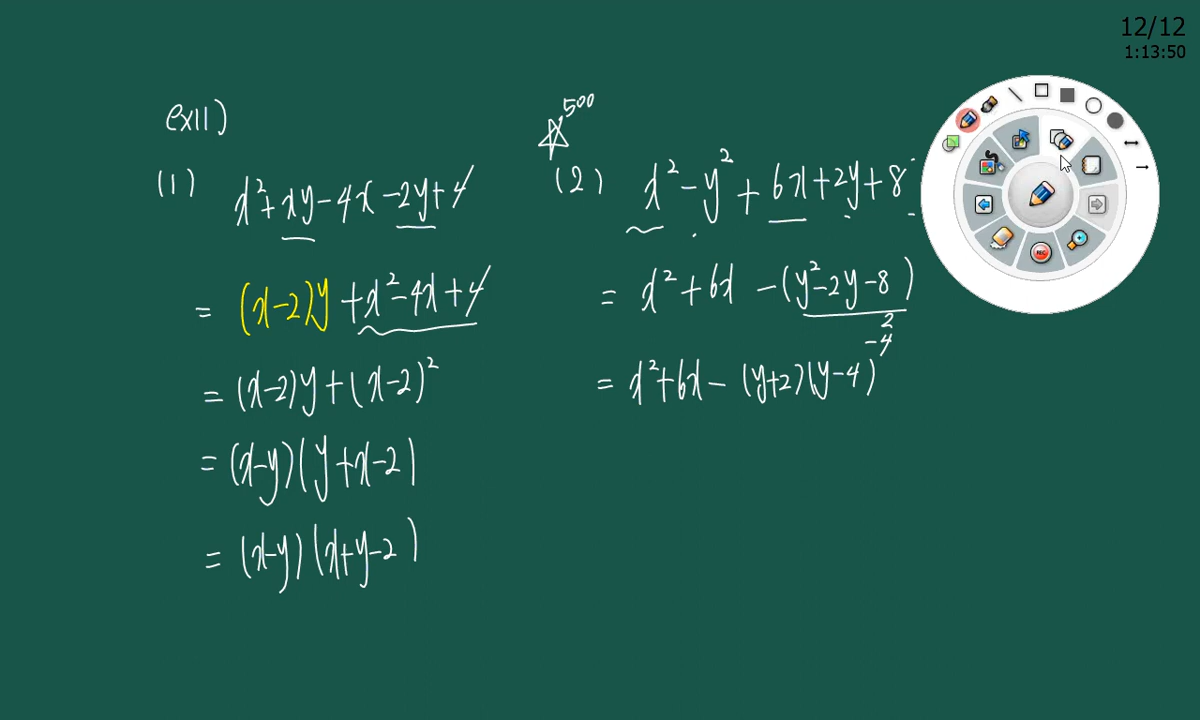 12/12
1:13:50
ex11)
(1) x²+xy-4x-2y+4
= (x-2)y+x²-4x+4
= (x-2)y+(x-2)²
= (x-y)(y+x-2)
= (x-y)(x+y-2)
☆500
(2) x²-y²+6x+2y+8
= x²+6x-(y²-2y-8)
2
-4
= x²+6x-(y+2)(y-4)
REC